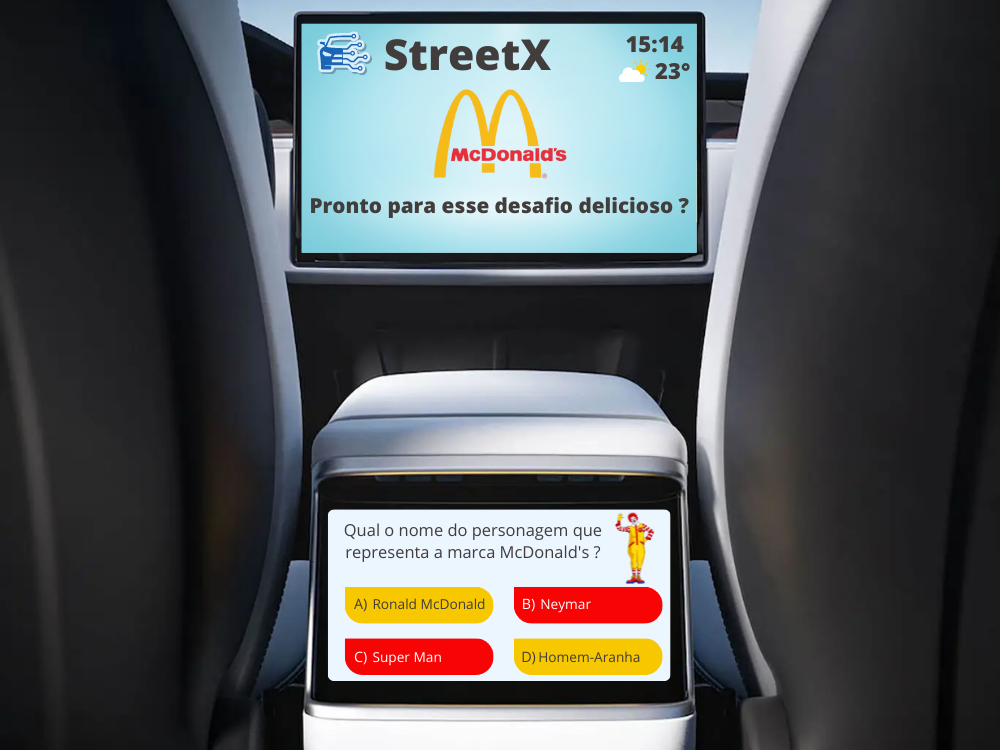 StreetX
15:14
23°
McDonald's
®
Pronto para esse desafio delicioso ?
Qual o nome do personagem que
representa a marca McDonald's ?
A) Ronald McDonald
B) Neymar
C) Super Man
D) Homem-Aranha